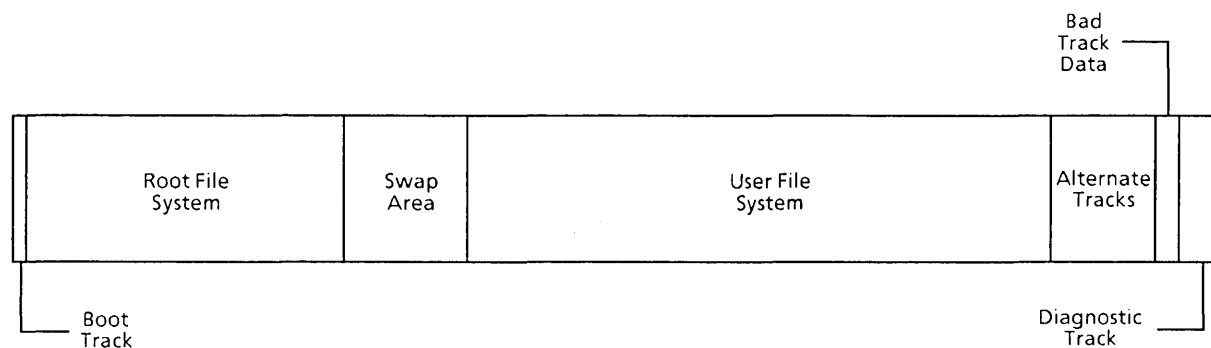 Bad
Track
Data
Root File
System
Swap
Area
User File
System
Alternate
Tracks
Boot
Track
Diagnostic
Track